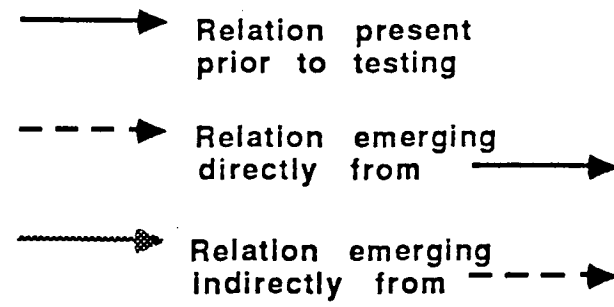 Relation present
prior to testing
Relation emerging
directly from
Relation emerging
indirectly from